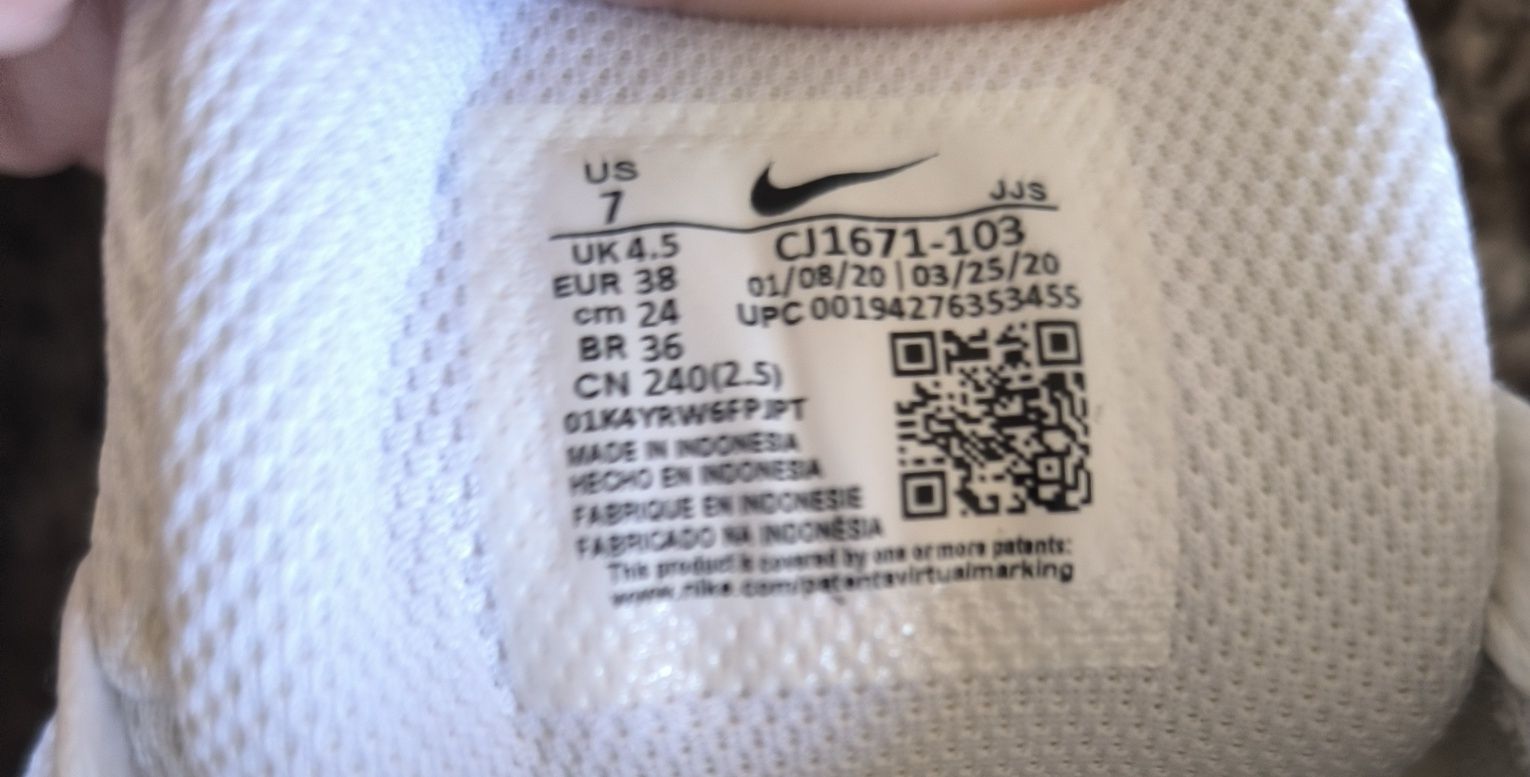 US
7
JJS
UK 4.5
CJ1671-103
EUR 38
01/08/20 | 03/25/20
cm 24
UPC 00194276353455
BR 36
CN 240(2.5)
01K4YRW6FPJPT
MADE IN INDONESIA
HECHO EN INDONESIA
FABRIQUE EN INDONESIE
FABRICADO NA INDONÉSIA
This product is covered by one or more patents:
www.nike.com/patentsvirtualmarking